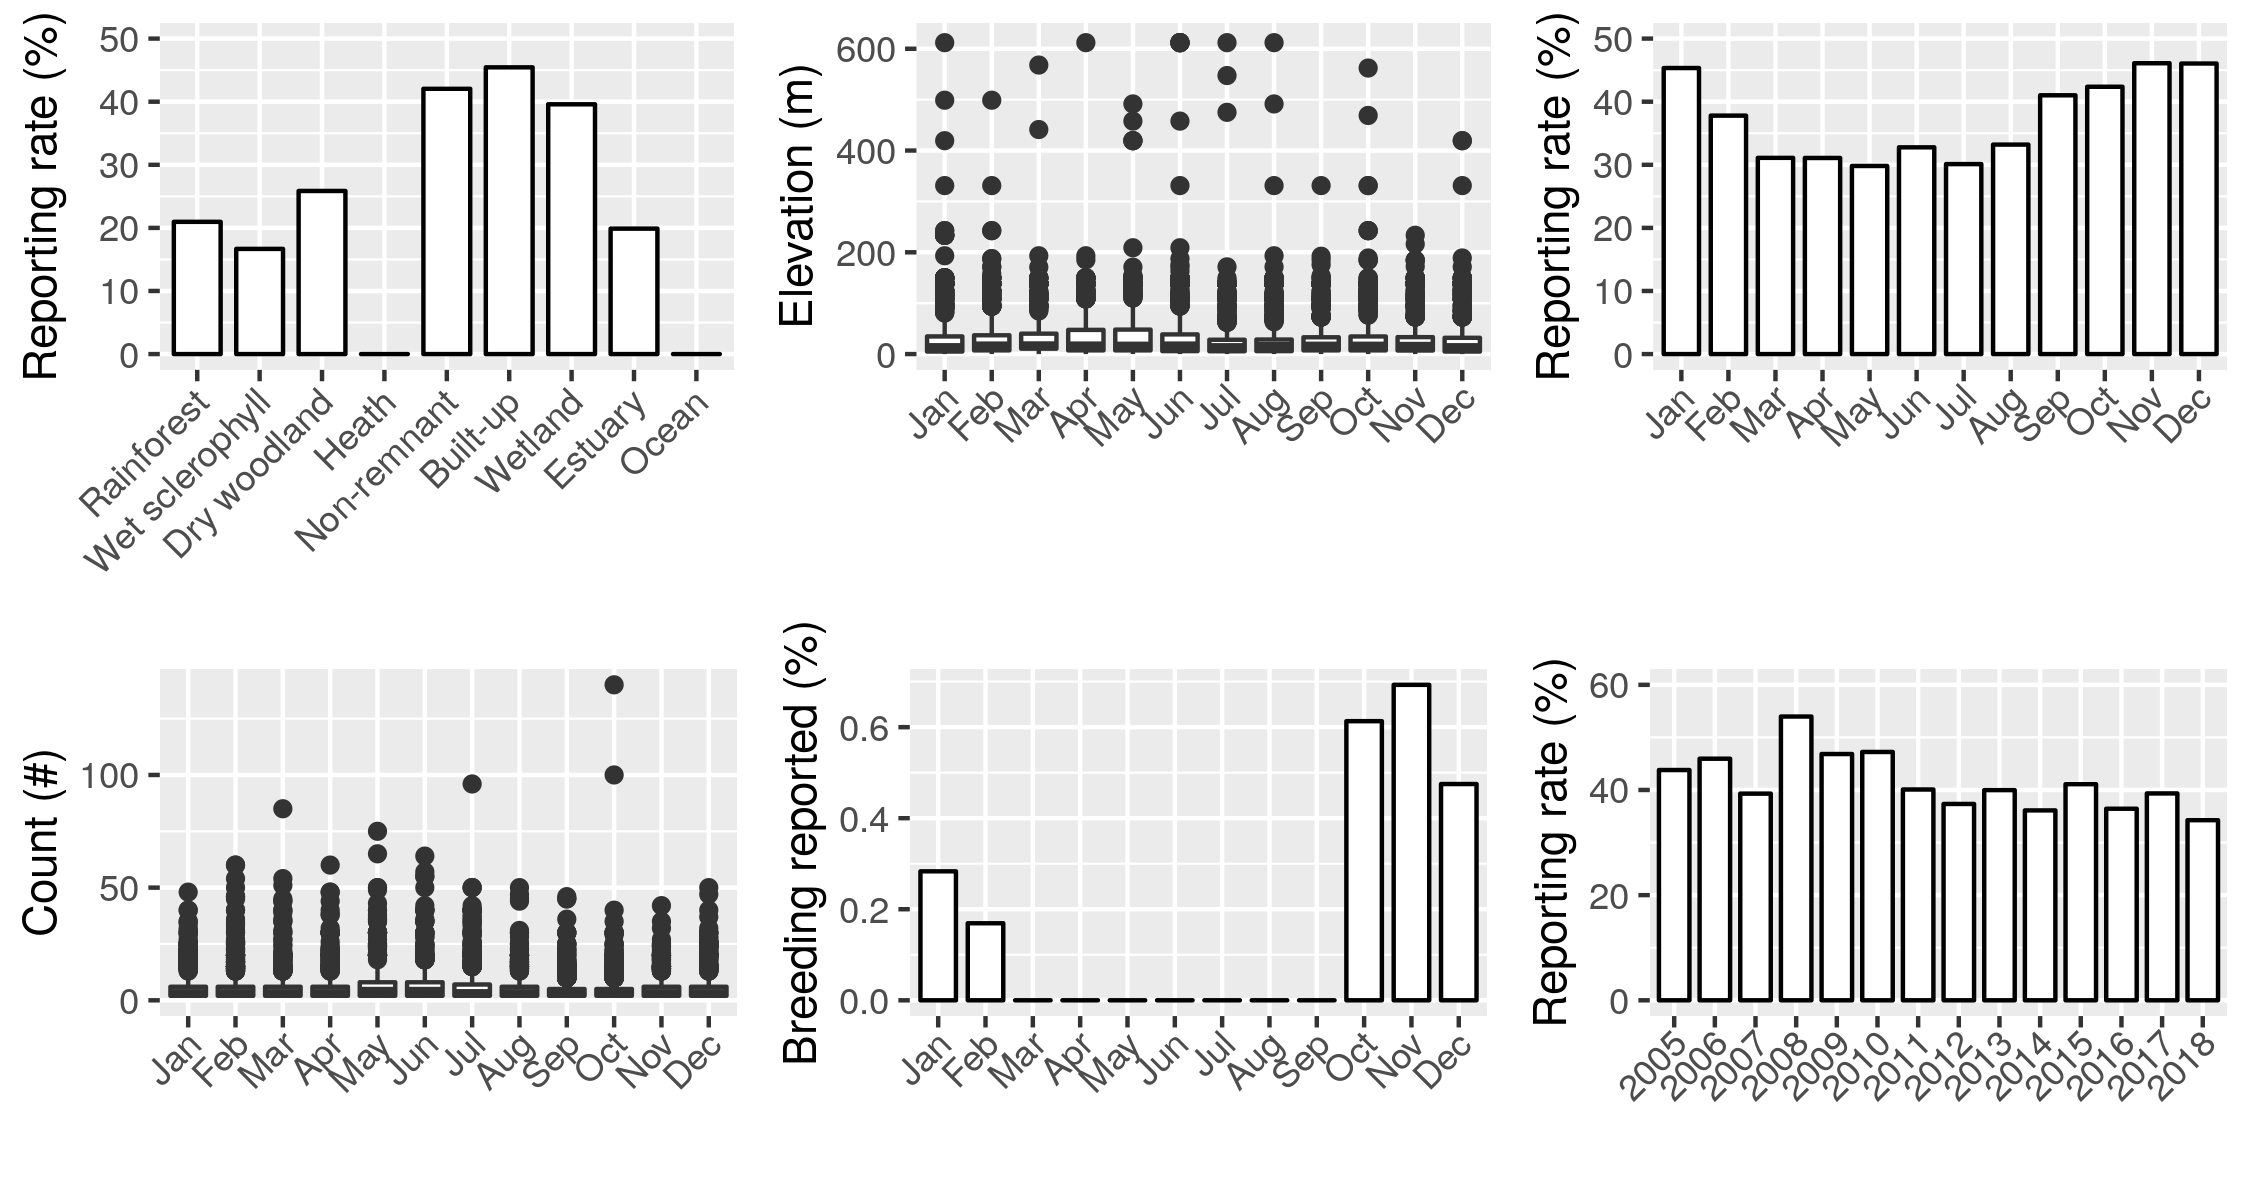 Reporting rate (%)
50
40
30
20
10
0
Rainforest
Wet sclerophyll
Dry woodland
Heath
Non-remnant
Built-up
Wetland
Estuary
Ocean
Elevation (m)
600
400
200
0
Jan
Feb
Mar
Apr
May
Jun
Jul
Aug
Sep
Oct
Nov
Dec
Reporting rate (%)
50
40
30
20
10
0
Jan
Feb
Mar
Apr
May
Jun
Jul
Aug
Sep
Oct
Nov
Dec
Count (#)
100
50
0
Jan
Feb
Mar
Apr
May
Jun
Jul
Aug
Sep
Oct
Nov
Dec
Breeding reported (%)
0.6
0.4
0.2
0.0
Jan
Feb
Mar
Apr
May
Jun
Jul
Aug
Sep
Oct
Nov
Dec
Reporting rate (%)
60
40
20
0
2005
2006
2007
2008
2009
2010
2011
2012
2013
2014
2015
2016
2017
2018